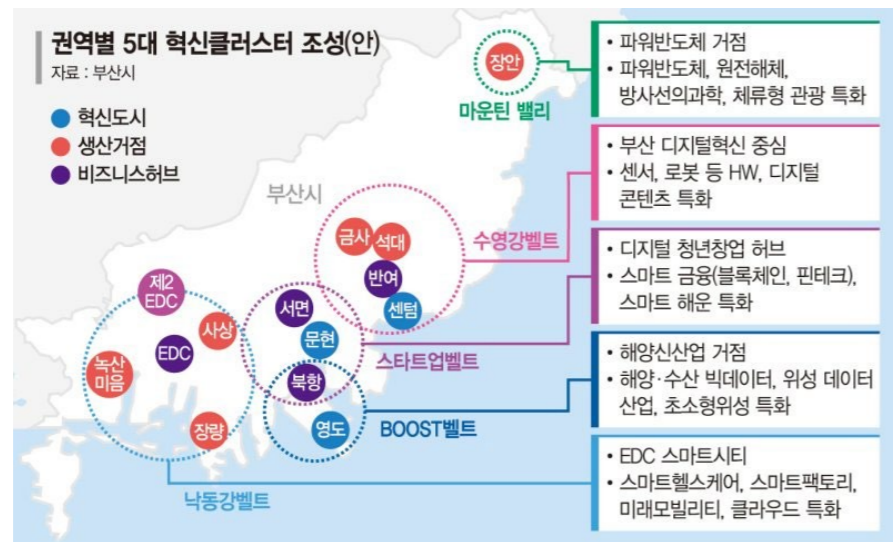 권역별 5대 혁신클러스터 조성(안)
자료 : 부산시
혁신도시
생산거점
비즈니스허브
부산시
장안
마운틴 밸리
• 파워반도체 거점
• 파워반도체, 원전해체,
방사선의과학, 체류형 관광 특화
금사
석대
반여
센텀
수영강벨트
• 부산 디지털혁신 중심
• 센서, 로봇 등 HW, 디지털
콘텐츠 특화
서면
문현
북항
스타트업벨트
• 디지털 청년창업 허브
• 스마트 금융(블록체인, 핀테크),
스마트 해운 특화
영도
BOOST벨트
• 해양신산업 거점
• 해양·수산 빅데이터, 위성 데이터
산업, 초소형위성 특화
제2
EDC
사상
EDC
녹산
미음
장량
낙동강벨트
• EDC 스마트시티
• 스마트헬스케어, 스마트팩토리,
미래모빌리티, 클라우드 특화